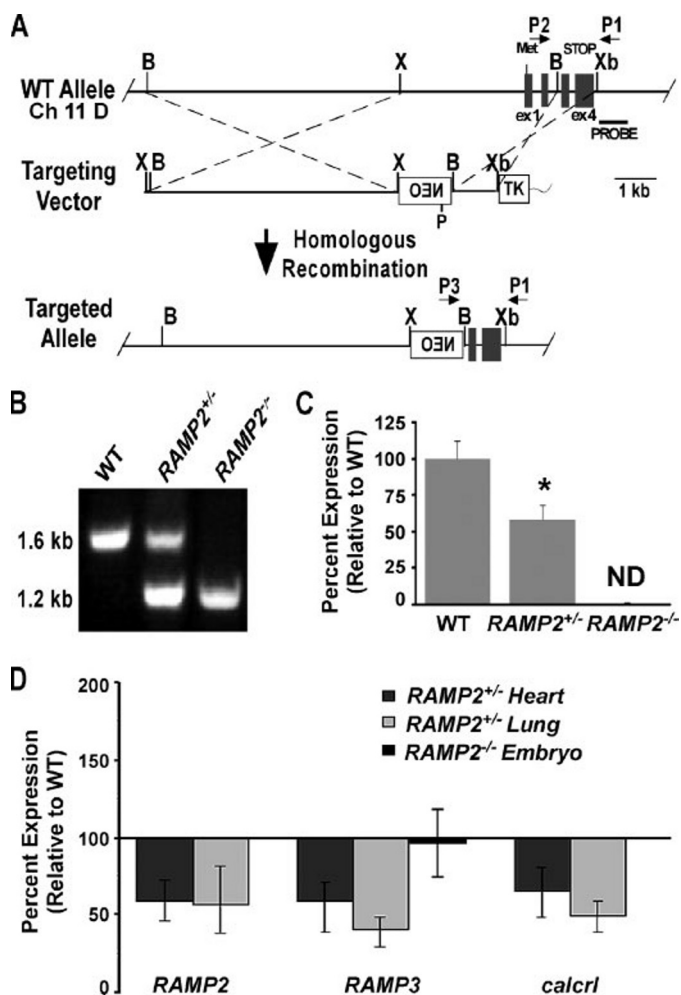 A
P2
P1
Met
STOP
B
X
B
Xb
WT Allele
Ch 11 D
ex1
ex4
PROBE
X
B
X
B
Xb
Targeting
Vector
NEO
TK
P
1 kb
Homologous
Recombination
P3
P1
Targeted
Allele
B
X
B
Xb
NEO
B
WT
RAMP2+/-
RAMP2-/-
1.6 kb
1.2 kb
C
Percent Expression
(Relative to WT)
125
100
75
50
25
0
*
ND
WT
RAMP2+/-
RAMP2-/-
D
Percent Expression
(Relative to WT)
200
150
100
50
0
RAMP2+/- Heart
RAMP2+/- Lung
RAMP2-/- Embryo
RAMP2
RAMP3
calcrl